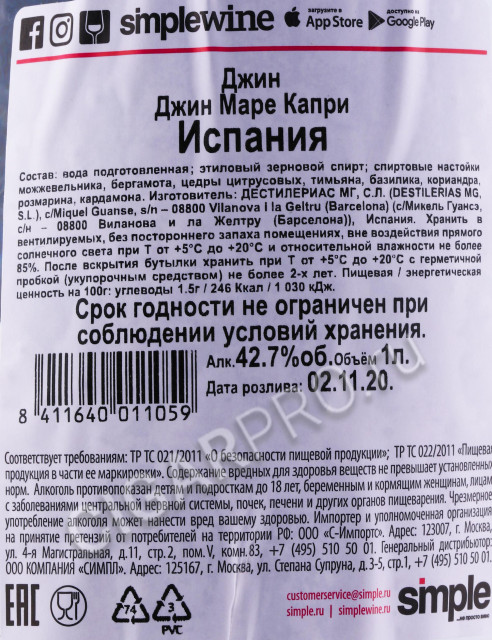 simplewine загрузите в App Store доступно на Google Play
Джин
Джин Маре Капри
Испания
Состав: вода подготовленная; этиловый зерновой спирт; спиртовые настойки
можжевельника, бергамота, цедры цитрусовых, тимьяна, базилика, кориандра,
розмарина, кардамона. Изготовитель: ДЕСТИЛЕРИАС МГ, С.Л. (DESTILERIAS MG,
S.L.), c/Miquel Guanse, s/n – 08800 Vilanova I la Geltru (Barcelona) (с/Микель Гуансэ,
с/н – 08800 Виланова и ла Желтру (Барселона)), Испания. Хранить в
вентилируемых, без постороннего запаха помещениях, вне воздействия прямого
солнечного света при Т от +5°С до +20°С и относительной влажности не более
85%. После вскрытия бутылки хранить при Т от +5°С до +20°С с герметичной
пробкой (укупорочным средством) не более 2-х лет. Пищевая / энергетическая
ценность на 100г: углеводы 1.5г / 246 Ккал / 1 030 кДж.
Срок годности не ограничен при
соблюдении условий хранения.
Алк.42.7%об.Объём 1л.
Дата розлива: 02.11.20.
8 411640 011059
Соответствует требованиям: ТР ТС 021/2011 «О безопасности пищевой продукции»; ТР ТС 022/2011 «Пищевая
продукция в части ее маркировки». Содержание вредных для здоровья веществ не превышает установленных
норм. Алкоголь противопоказан детям и подросткам до 18 лет, беременным и кормящим женщинам, лицам
с заболеваниями центральной нервной системы, почек, печени и других органов пищеварения. Чрезмерное
употребление алкоголя может нанести вред вашему здоровью. Импортер и уполномоченная организация
на принятие претензий от потребителей на территории РФ: ООО «С-Импорт». Адрес: 123007, г. Москва,
ул. 4-я Магистральная, д.11, стр. 2, пом.V, комн.83, +7 (495) 510 50 01. Генеральный дистрибьютор:
ООО КОМПАНИЯ «СИМПЛ». Адрес: 125167, г. Москва, ул. Степана Супруна, д.3-5, стр.1, +7 (495) 510 50 01.
customerservice@simple.ru
simple.ru | simplewine.ru
simple
...не просто вино
EAC
74
3
PVC
CIGARPRO.ru